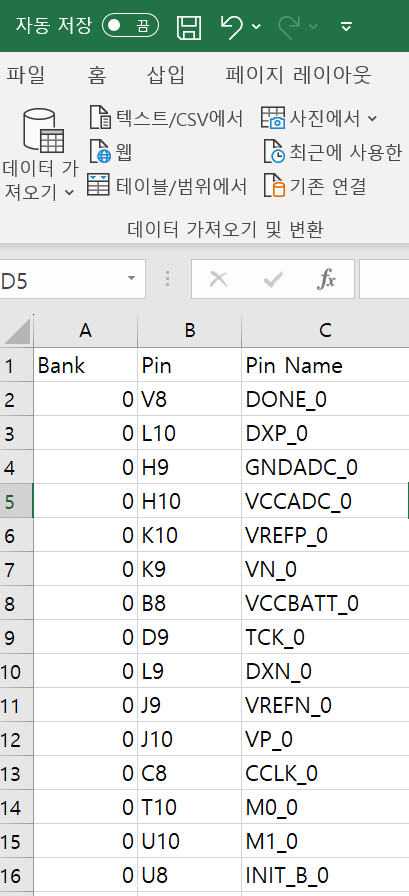 자동 저장 끔
파일 홈 삽입 페이지 레이아웃
텍스트/CSV에서 사진에서
웹 최근에 사용한
데이터 가
져오기 테이블/범위에서 기존 연결
데이터 가져오기 및 변환
D5 fx
A B C
1 Bank Pin Pin Name
2 0 V8 DONE_0
3 0 L10 DXP_0
4 0 H9 GNDADC_0
5 0 H10 VCCADC_0
6 0 K10 VREFP_0
7 0 K9 VN_0
8 0 B8 VCCBATT_0
9 0 D9 TCK_0
10 0 L9 DXN_0
11 0 J9 VREFN_0
12 0 J10 VP_0
13 0 C8 CCLK_0
14 0 T10 M0_0
15 0 U10 M1_0
16 0 U8 INIT_B_0